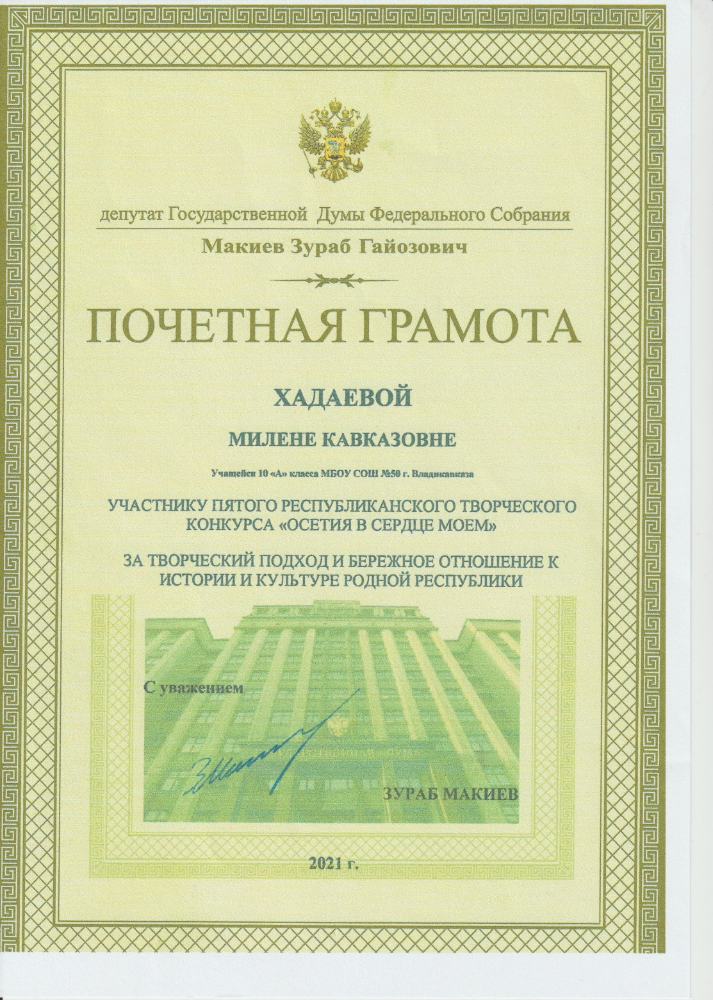 депутат Государственной Думы Федерального Собрания
Макиев Зураб Гайозович
ПОЧЕТНАЯ ГРАМОТА
ХАДАЕВОЙ
МИЛЕНЕ КАВКАЗОВНЕ
Учащейся 10 «А» класса МБОУ СОШ №50 г. Владикавказа
УЧАСТНИКУ ПЯТОГО РЕСПУБЛИКАНСКОГО ТВОРЧЕСКОГО
КОНКУРСА «ОСЕТИЯ В СЕРДЦЕ МОЕМ»
ЗА ТВОРЧЕСКИЙ ПОДХОД И БЕРЕЖНОЕ ОТНОШЕНИЕ К
ИСТОРИИ И КУЛЬТУРЕ РОДНОЙ РЕСПУБЛИКИ
С уважением
ЗУРАБ МАКИЕВ
2021 г.